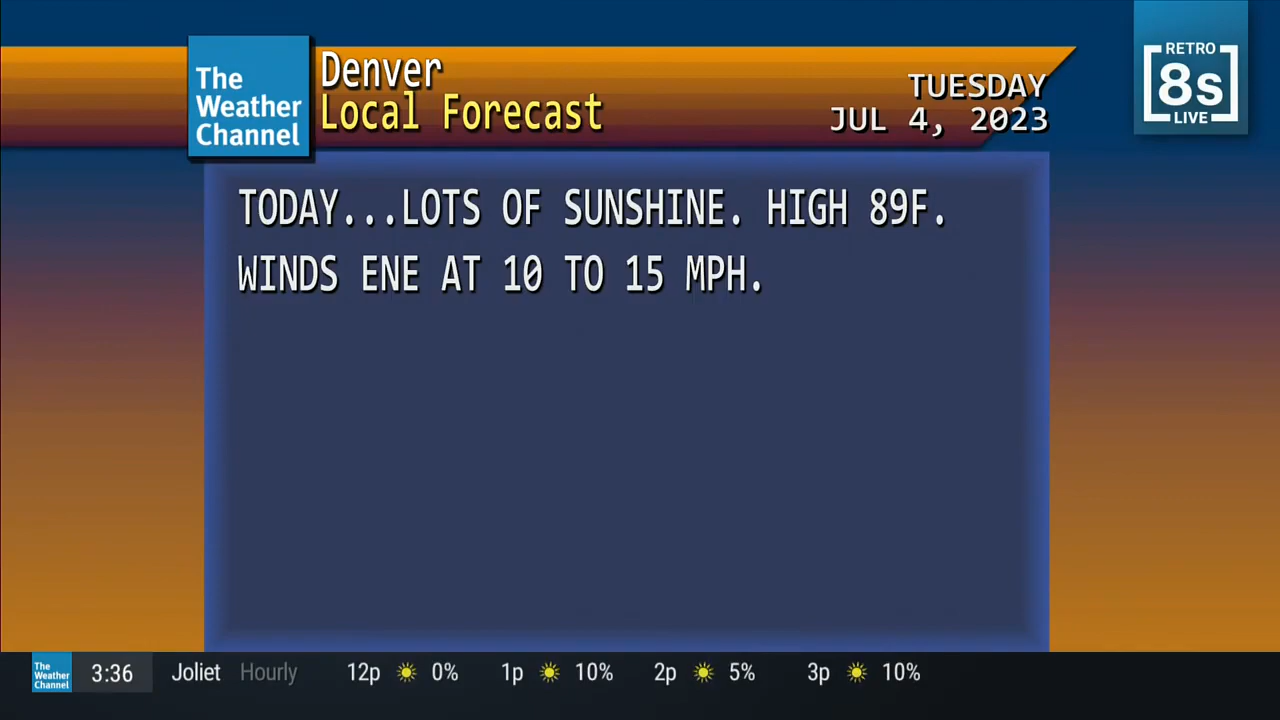 The
Weather
Channel
Denver
Local Forecast
TUESDAY
JUL 4, 2023
RETRO
8s
LIVE
TODAY...LOTS OF SUNSHINE. HIGH 89F.
WINDS ENE AT 10 TO 15 MPH.
The
Weather
Channel
3:36 Joliet Hourly 12p 0% 1p 10% 2p 5% 3p 10%